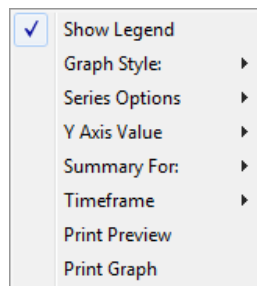 Show Legend
Graph Style:
Series Options
Y Axis Value
Summary For:
Timeframe
Print Preview
Print Graph